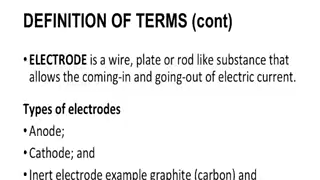 DEFINITION OF TERMS (cont)
• ELECTRODE is a wire, plate or rod like substance that
allows the coming-in and going-out of electric current.
Types of electrodes
• Anode;
• Cathode; and
• Inert electrode example graphite (carbon) and